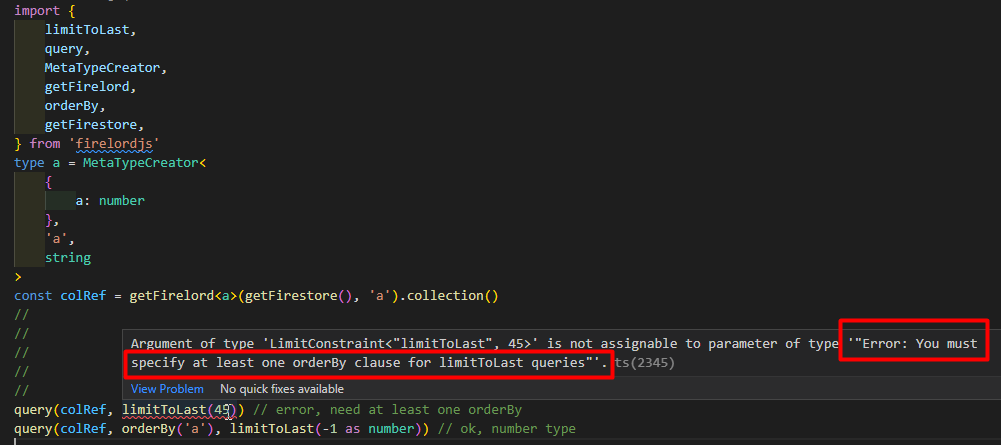 import {
limitToLast,
query,
MetaTypeCreator,
getFirelord,
orderBy,
getFirestore,
} from 'firelordjs'
type a = MetaTypeCreator<
{
a: number
},
'a',
string
>
const colRef = getFirelord<a>(getFirestore(), 'a').collection()
//
//
//
//
//
Argument of type 'LimitConstraint<"limitToLast", 45>' is not assignable to parameter of type '"Error: You must
specify at least one orderBy clause for limitToLast queries"'. ts(2345)
View Problem No quick fixes available
query(colRef, limitToLast(45)) // error, need at least one orderBy
query(colRef, orderBy('a'), limitToLast(-1 as number)) // ok, number type